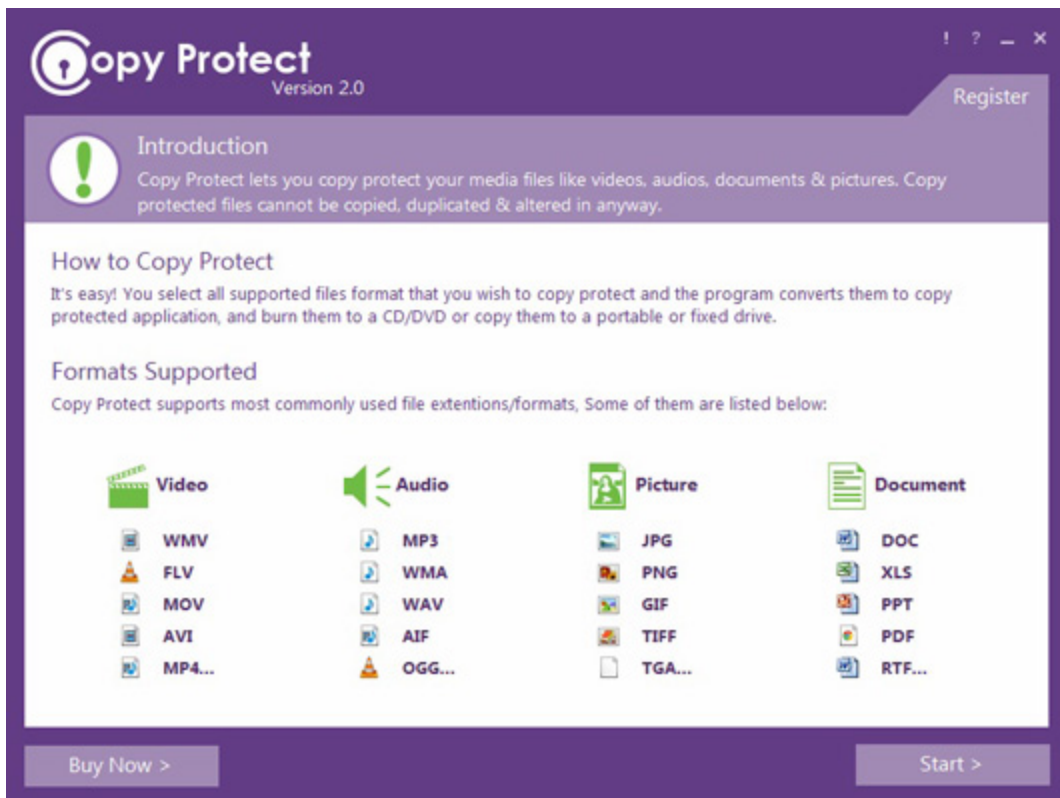 Copy Protect
Version 2.0
! ? _ ×
Register
Introduction
Copy Protect lets you copy protect your media files like videos, audios, documents & pictures. Copy
protected files cannot be copied, duplicated & altered in anyway.
How to Copy Protect
It's easy! You select all supported files format that you wish to copy protect and the program converts them to copy
protected application, and burn them to a CD/DVD or copy them to a portable or fixed drive.
Formats Supported
Copy Protect supports most commonly used file extentions/formats, Some of them are listed below:
Video Audio Picture Document
WMV MP3 JPG DOC
FLV WMA PNG XLS
MOV WAV GIF PPT
AVI AIF TIFF PDF
MP4... OGG... TGA... RTF...
Buy Now > Start >